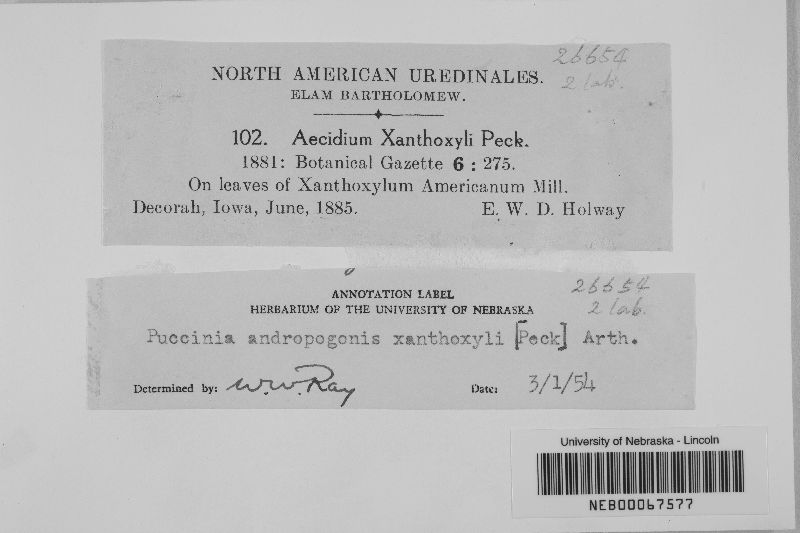 26654
2 lab.
NORTH AMERICAN UREDINALES.
ELAM BARTHOLOMEW.
102. Aecidium Xanthoxyli Peck.
1881: Botanical Gazette 6 : 275.
On leaves of Xanthoxylum Americanum Mill.
Decorah, Iowa, June, 1885. E. W. D. Holway
26654
2 lab.
ANNOTATION LABEL
HERBARIUM OF THE UNIVERSITY OF NEBRASKA
Puccinia andropogonis xanthoxyli [Peck] Arth.
Determined by: W. W. Ray Date: 3/1/54
University of Nebraska - Lincoln
NEB00067577